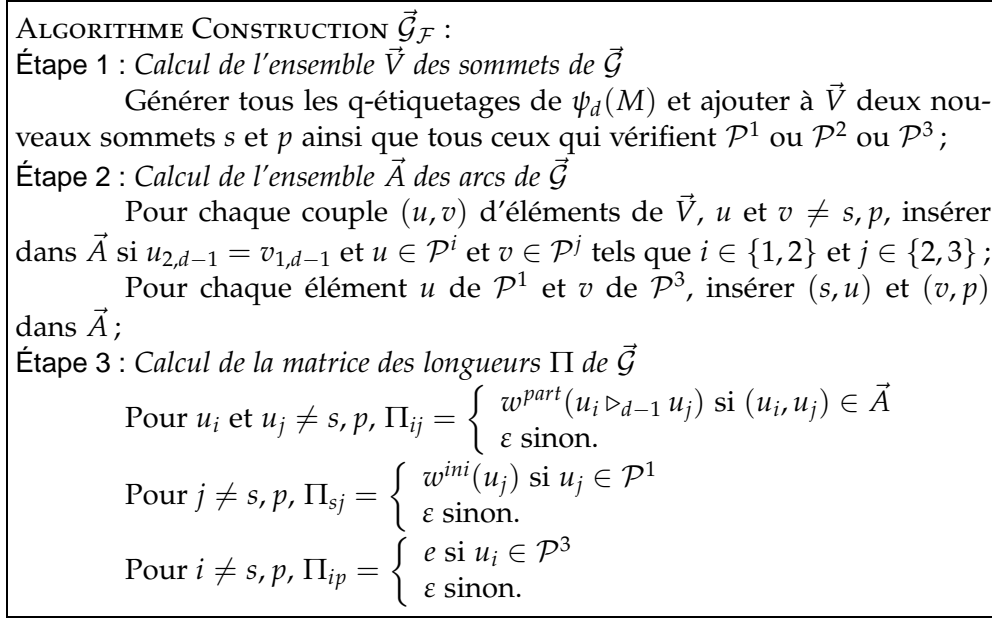 ALGORITHME CONSTRUCTION $\vec{\mathcal{G}}_{\mathcal{F}}$ :
Étape 1 : Calcul de l'ensemble $\vec{V}$ des sommets de $\vec{\mathcal{G}}$
Générer tous les q-étiquetages de $\psi_d(M)$ et ajouter à $\vec{V}$ deux nou-
veaux sommets s et p ainsi que tous ceux qui vérifient $\mathcal{P}^1$ ou $\mathcal{P}^2$ ou $\mathcal{P}^3$ ;
Étape 2 : Calcul de l'ensemble $\vec{A}$ des arcs de $\vec{\mathcal{G}}$
Pour chaque couple $(u, v)$ d'éléments de $\vec{V}$, u et $v \neq s, p$, insérer
dans $\vec{A}$ si $u_{2,d-1} = v_{1,d-1}$ et $u \in \mathcal{P}^i$ et $v \in \mathcal{P}^j$ tels que $i \in \{1, 2\}$ et $j \in \{2, 3\}$ ;
Pour chaque élément u de $\mathcal{P}^1$ et v de $\mathcal{P}^3$, insérer $(s, u)$ et $(v, p)$
dans $\vec{A}$ ;
Étape 3 : Calcul de la matrice des longueurs $\Pi$ de $\vec{\mathcal{G}}$
Pour $u_i$ et $u_j \neq s, p$, $\Pi_{ij} = \begin{cases} w^{part}(u_i \triangleright_{d-1} u_j) \text{ si } (u_i, u_j) \in \vec{A} \\ \varepsilon \text{ sinon.} \end{cases}$
Pour $j \neq s, p$, $\Pi_{sj} = \begin{cases} w^{ini}(u_j) \text{ si } u_j \in \mathcal{P}^1 \\ \varepsilon \text{ sinon.} \end{cases}$
Pour $i \neq s, p$, $\Pi_{ip} = \begin{cases} e \text{ si } u_i \in \mathcal{P}^3 \\ \varepsilon \text{ sinon.} \end{cases}$